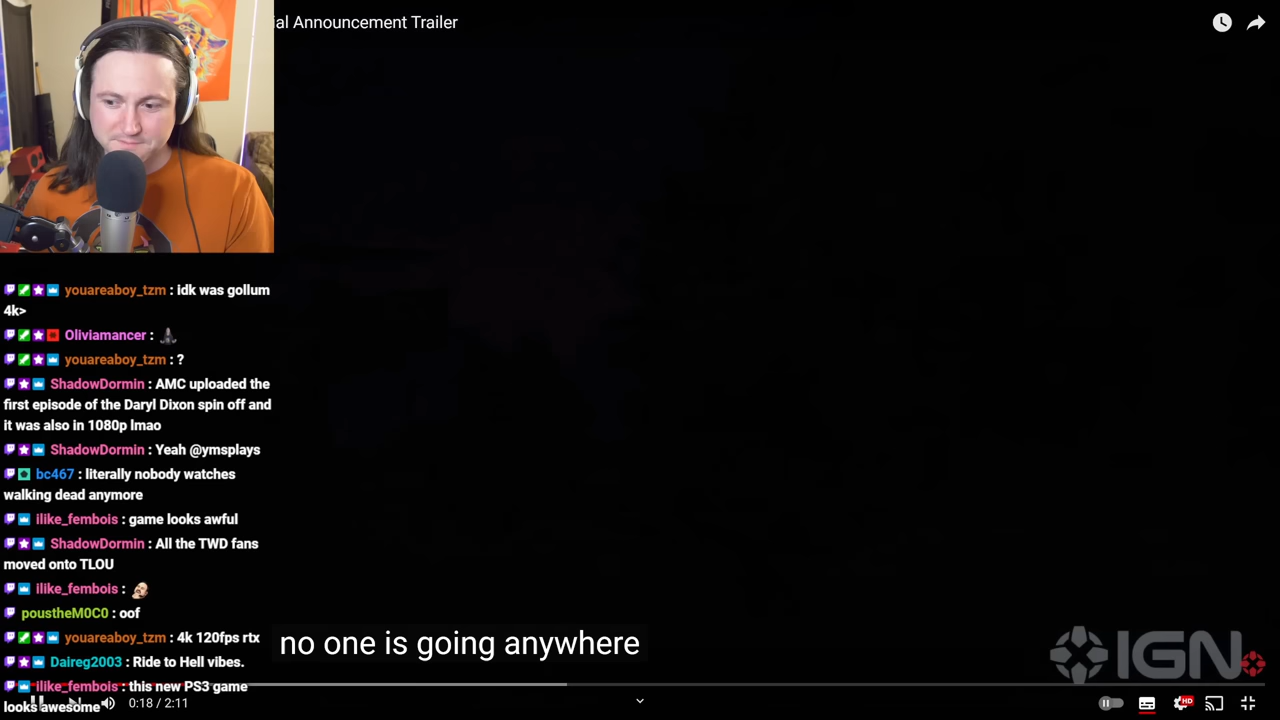 ial Announcement Trailer
youareaboy_tzm : idk was gollum
4k>
Oliviamancer :
youareaboy_tzm : ?
ShadowDormin : AMC uploaded the
first episode of the Daryl Dixon spin off and
it was also in 1080p lmao
ShadowDormin : Yeah @ymsplays
bc467 : literally nobody watches
walking dead anymore
ilike_fembois : game looks awful
ShadowDormin : All the TWD fans
moved onto TLOU
ilike_fembois :
poustheM0C0 : oof
youareaboy_tzm : 4k 120fps rtx
Daireg2003 : Ride to Hell vibes.
ilike_fembois : this new PS3 game
looks awesome
no one is going anywhere
IGN
0:18 / 2:11
HD